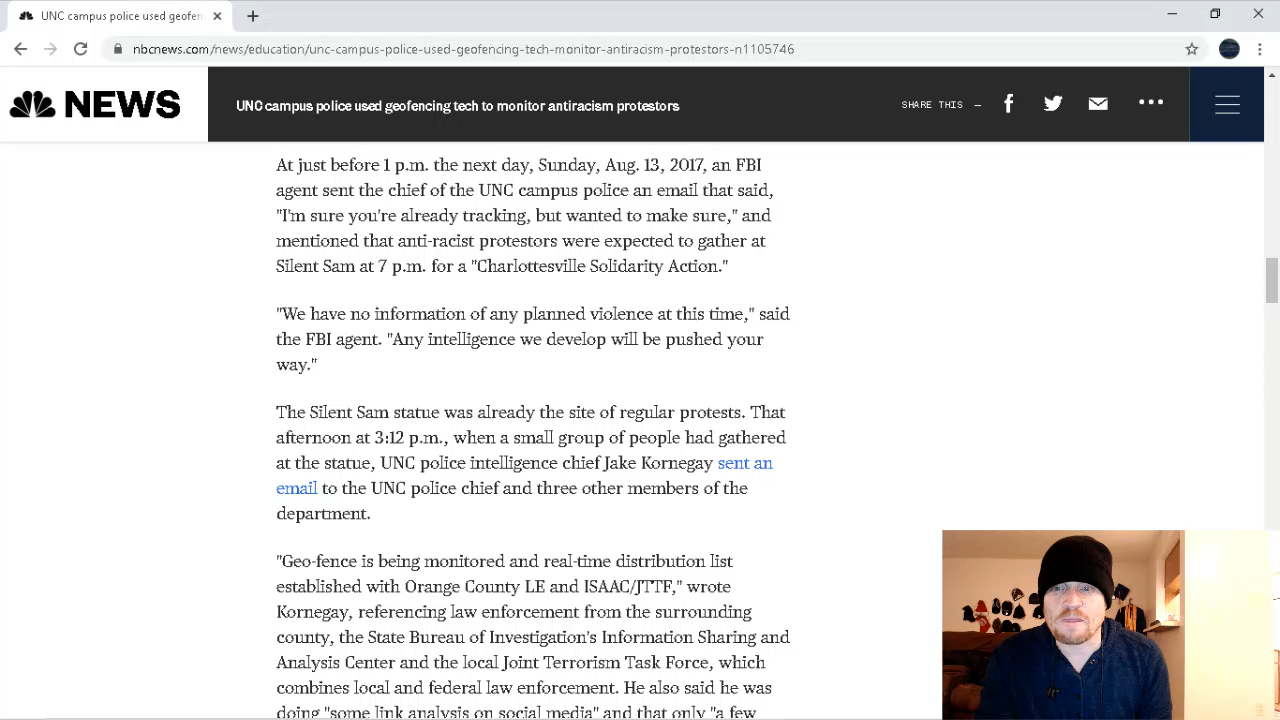 UNC campus police used geofen
nbcnews.com/news/education/unc-campus-police-used-geofencing-tech-monitor-antiracism-protestors-n1105746
NEWS
UNC campus police used geofencing tech to monitor antiracism protestors
SHARE THIS —
At just before 1 p.m. the next day, Sunday, Aug. 13, 2017, an FBI
agent sent the chief of the UNC campus police an email that said,
"I'm sure you're already tracking, but wanted to make sure," and
mentioned that anti-racist protestors were expected to gather at
Silent Sam at 7 p.m. for a "Charlottesville Solidarity Action."
"We have no information of any planned violence at this time," said
the FBI agent. "Any intelligence we develop will be pushed your
way."
The Silent Sam statue was already the site of regular protests. That
afternoon at 3:12 p.m., when a small group of people had gathered
at the statue, UNC police intelligence chief Jake Kornegay sent an
email to the UNC police chief and three other members of the
department.
"Geo-fence is being monitored and real-time distribution list
established with Orange County LE and ISAAC/JTTF," wrote
Kornegay, referencing law enforcement from the surrounding
county, the State Bureau of Investigation's Information Sharing and
Analysis Center and the local Joint Terrorism Task Force, which
combines local and federal law enforcement. He also said he was
doing "some link analysis on social media" and that only "a few